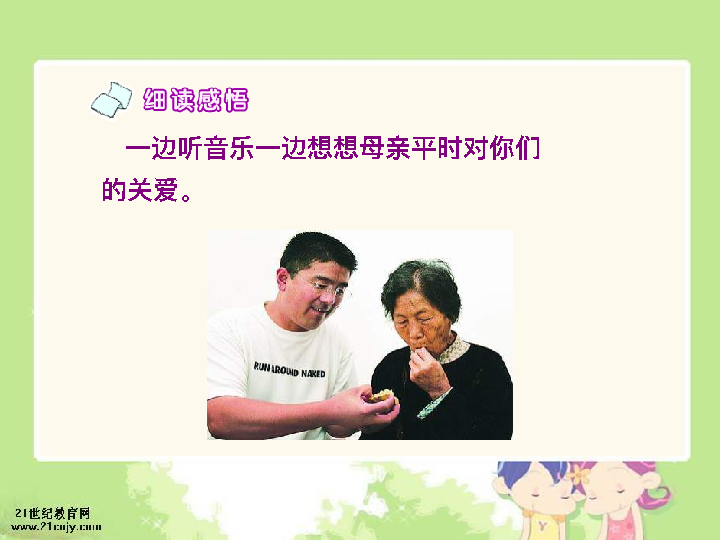 细读感悟
一边听音乐一边想想母亲平时对你们
的关爱。
RUN AROUND NAKED
21世纪教育网
www.21cnjy.com